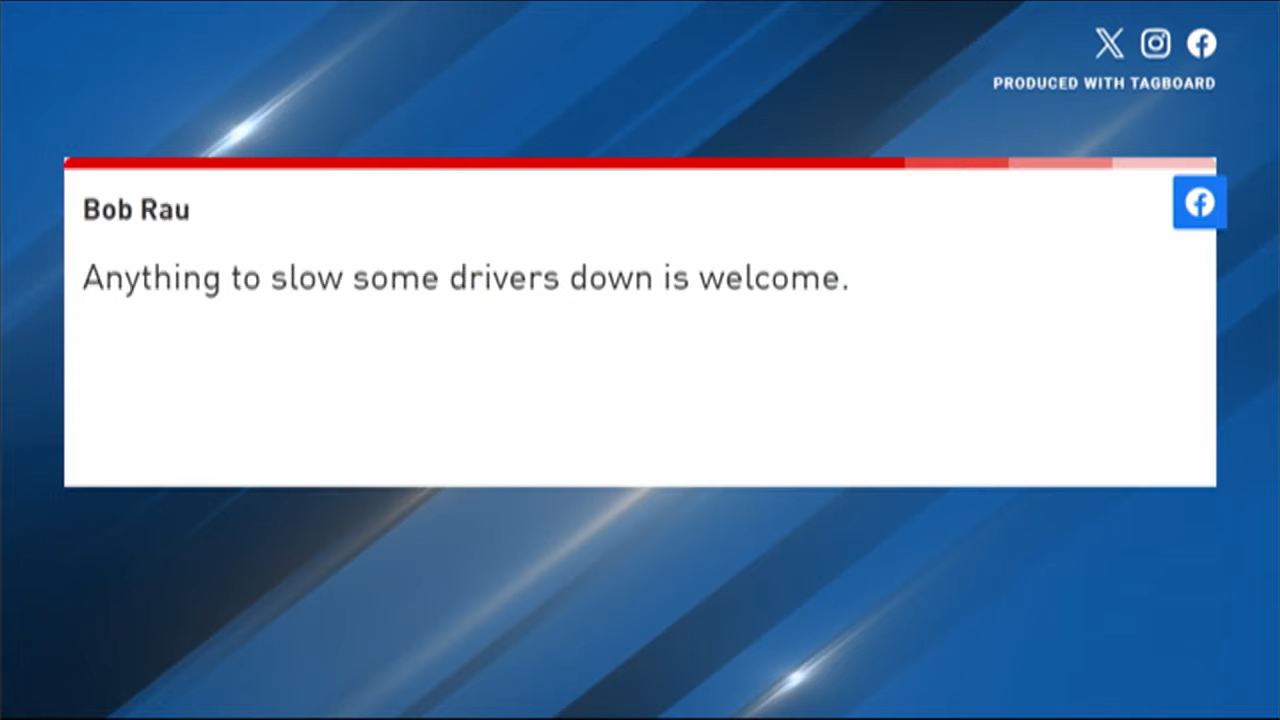 PRODUCED WITH TAGBOARD
Bob Rau
Anything to slow some drivers down is welcome.